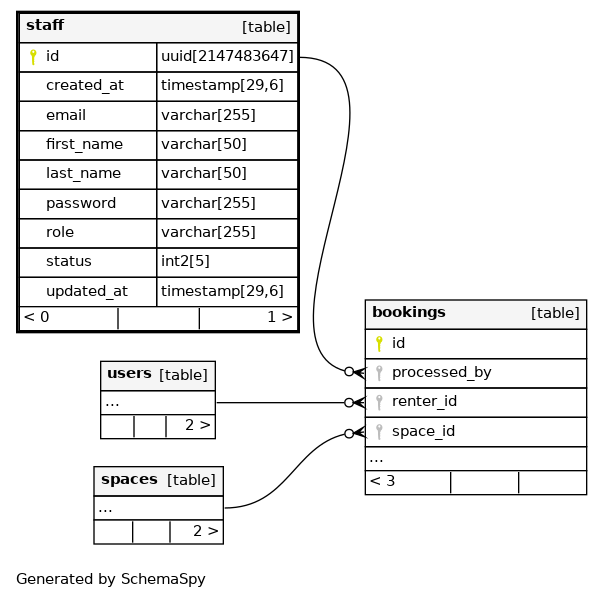 staff [table]
id uuid[2147483647]
created_at timestamp[29,6]
email varchar[255]
first_name varchar[50]
last_name varchar[50]
password varchar[255]
role varchar[255]
status int2[5]
updated_at timestamp[29,6]
< 0 1 >
users [table]
...
2 >
spaces [table]
...
2 >
bookings [table]
id
processed_by
renter_id
space_id
...
< 3
Generated by SchemaSpy